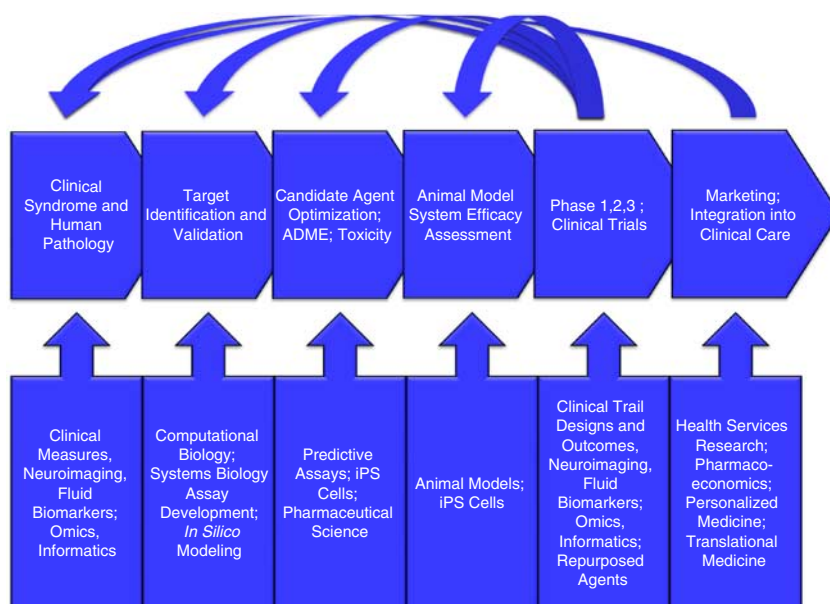 Clinical
Syndrome and
Human
Pathology
Target
Identification and
Validation
Candidate Agent
Optimization;
ADME; Toxicity
Animal Model
System Efficacy
Assessment
Phase 1,2,3 ;
Clinical Trials
Marketing;
Integration into
Clinical Care
Clinical
Measures,
Neuroimaging,
Fluid
Biomarkers;
Omics,
Informatics
Computational
Biology;
Systems Biology
Assay
Development;
In Silico
Modeling
Predictive
Assays; iPS
Cells;
Pharmaceutical
Science
Animal Models;
iPS Cells
Clinical Trail
Designs and
Outcomes,
Neuroimaging,
Fluid
Biomarkers;
Omics,
Informatics;
Repurposed
Agents
Health Services
Research;
Pharmaco-
economics;
Personalized
Medicine;
Translational
Medicine